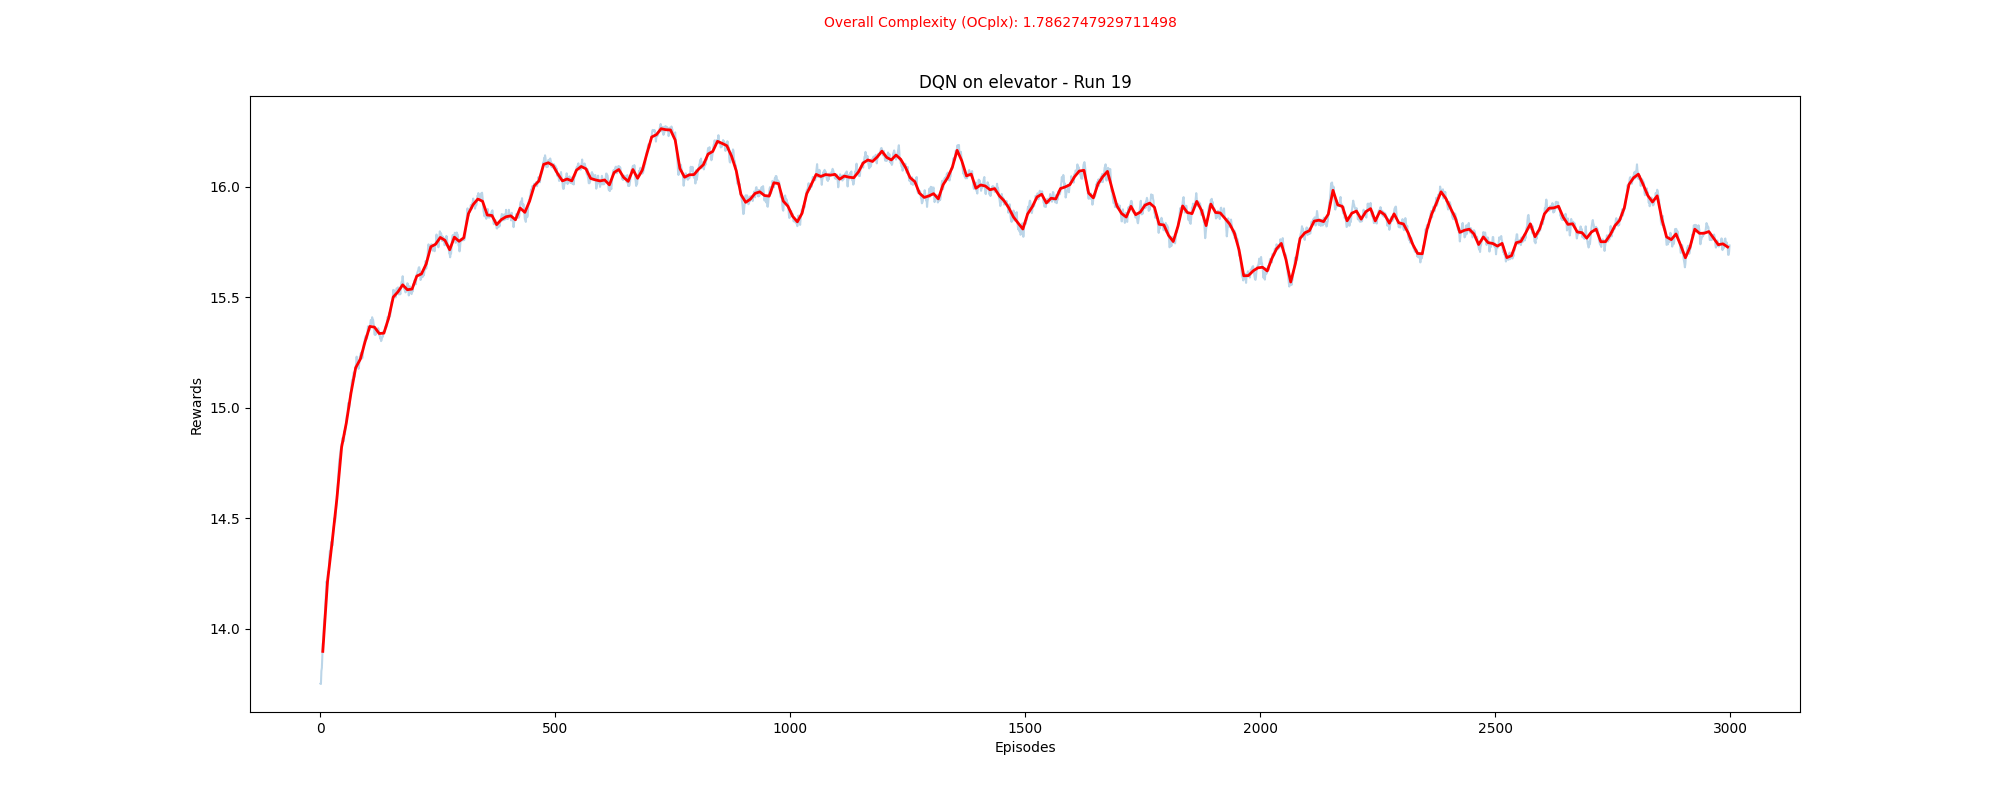 Overall Complexity (OCplx): 1.7862747929711498
DQN on elevator - Run 19
Rewards
16.0
15.5
15.0
14.5
14.0
0 500 1000 1500 2000 2500 3000
Episodes